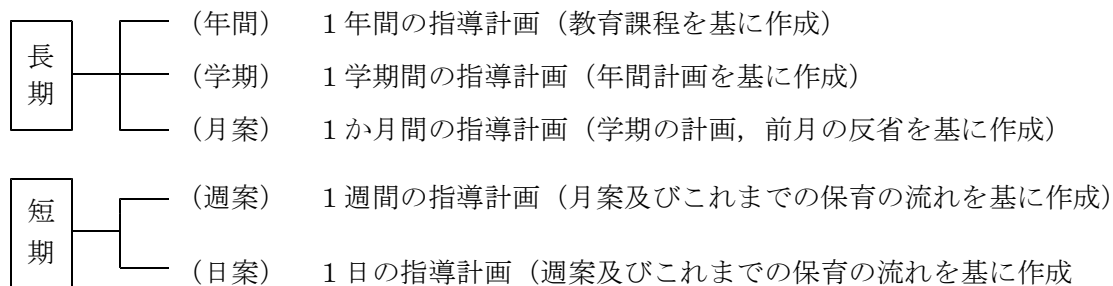 長期
（年間）　１年間の指導計画（教育課程を基に作成）
（学期）　１学期間の指導計画（年間計画を基に作成）
（月案）　１か月間の指導計画（学期の計画，前月の反省を基に作成）
短期
（週案）　１週間の指導計画（月案及びこれまでの保育の流れを基に作成）
（日案）　１日の指導計画（週案及びこれまでの保育の流れを基に作成